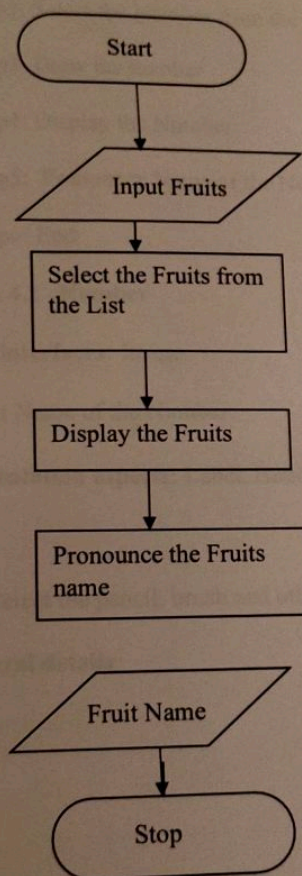 Start
Input Fruits
Select the Fruits from
the List
Display the Fruits
Pronounce the Fruits
name
Fruit Name
Stop